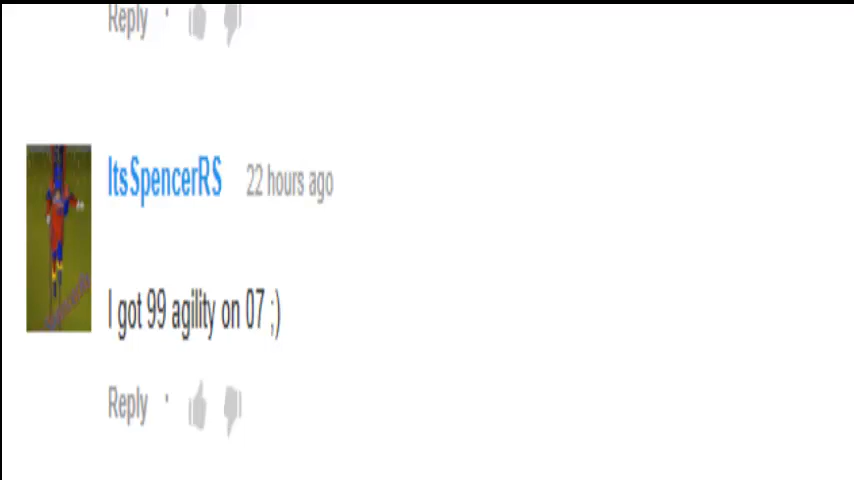 Reply ·
ItsSpencerRS 22 hours ago
I got 99 agility on 07 ;)
Reply ·